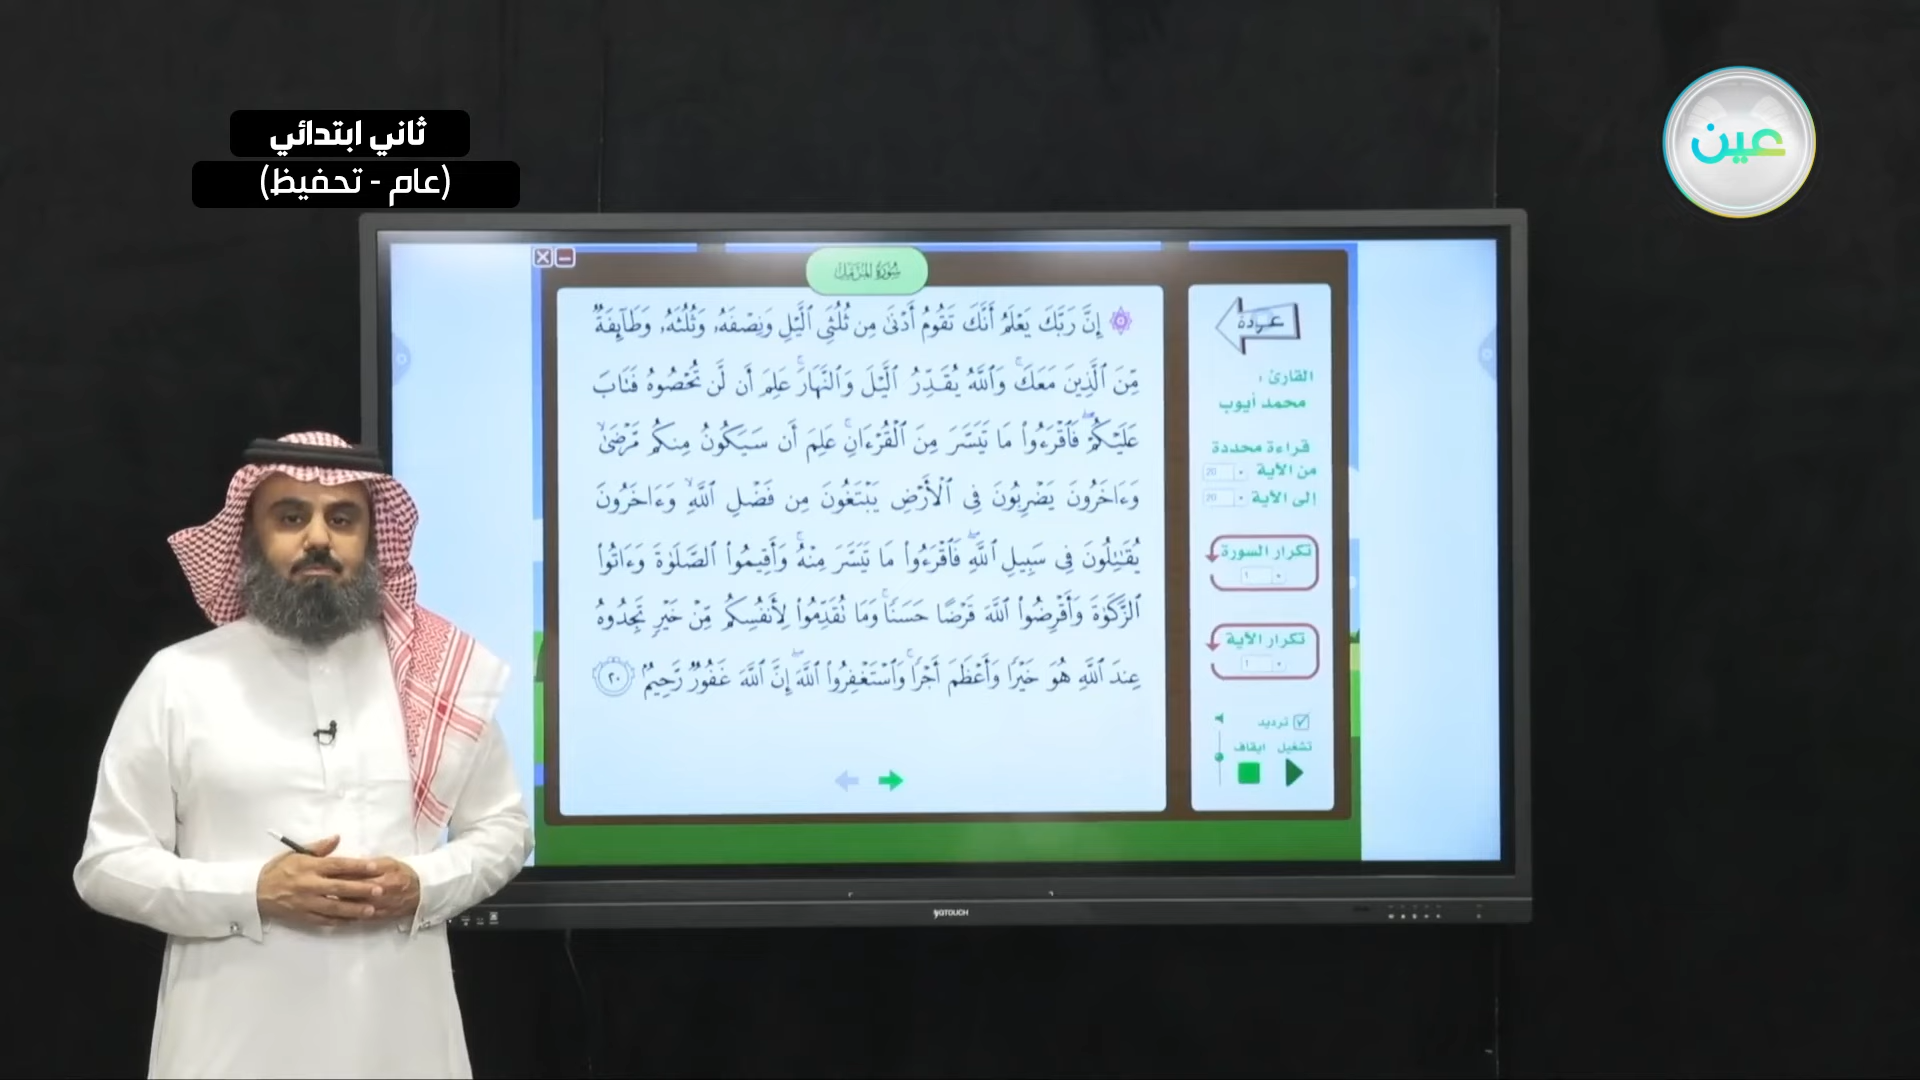 ثاني ابتدائي
(عام - تحفيظ)
عين
سُورَةُ الْمُزَّمِّل
۞ إِنَّ رَبَّكَ يَعْلَمُ أَنَّكَ تَقُومُ أَدْنَىٰ مِن ثُلُثَىِ ٱلَّيْلِ وَنِصْفَهُۥ وَثُلُثَهُۥ وَطَآئِفَةٌ
مِّنَ ٱلَّذِينَ مَعَكَ ۚ وَٱللَّهُ يُقَدِّرُ ٱلَّيْلَ وَٱلنَّهَارَ ۚ عَلِمَ أَن لَّن تُحْصُوهُ فَتَابَ
عَلَيْكُمْ ۖ فَٱقْرَءُوا۟ مَا تَيَسَّرَ مِنَ ٱلْقُرْءَانِ ۚ عَلِمَ أَن سَيَكُونُ مِنكُم مَّرْضَىٰ ۙ
وَءَاخَرُونَ يَضْرِبُونَ فِى ٱلْأَرْضِ يَبْتَغُونَ مِن فَضْلِ ٱللَّهِ ۙ وَءَاخَرُونَ
يُقَٰتِلُونَ فِى سَبِيلِ ٱللَّهِ ۖ فَٱقْرَءُوا۟ مَا تَيَسَّرَ مِنْهُ ۚ وَأَقِيمُوا۟ ٱلصَّلَوٰةَ وَءَاتُوا۟
ٱلزَّكَوٰةَ وَأَقْرِضُوا۟ ٱللَّهَ قَرْضًا حَسَنًا ۚ وَمَا تُقَدِّمُوا۟ لِأَنفُسِكُم مِّنْ خَيْرٍ تَجِدُوهُ
عِندَ ٱللَّهِ هُوَ خَيْرًا وَأَعْظَمَ أَجْرًا ۚ وَٱسْتَغْفِرُوا۟ ٱللَّهَ ۖ إِنَّ ٱللَّهَ غَفُورٌ رَّحِيمٌۢ ٢٠
عودة
القارئ :
محمد أيوب
قراءة محددة
من الآية 20
إلى الآية 20
تكرار السورة
1
تكرار الآية
1
ترديد
تشغيل ايقاف
IQTOUCH